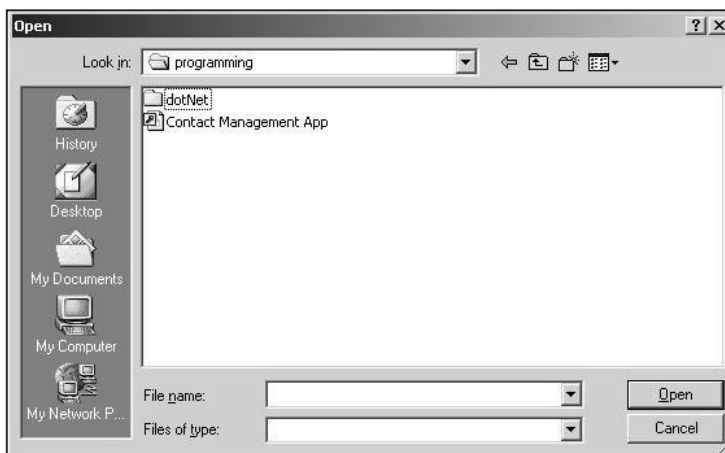 Open
Look in:
programming
dotNet
Contact Management App
History
Desktop
My Documents
My Computer
My Network P...
File name:
Open
Files of type:
Cancel